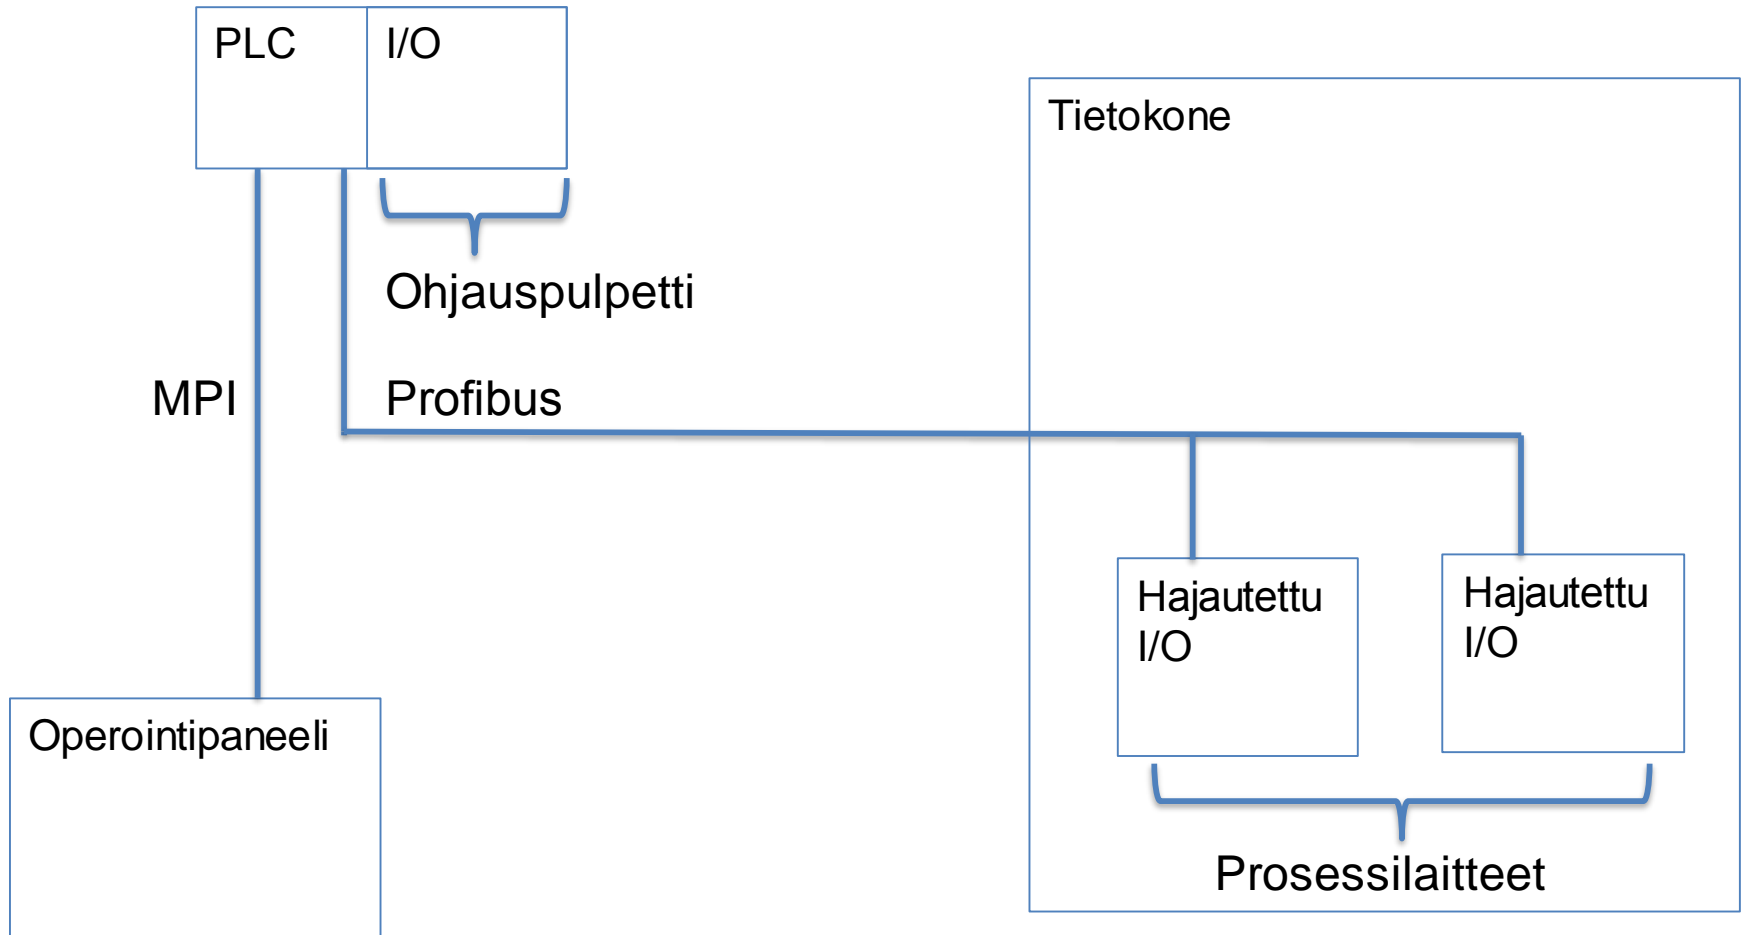 PLC
I/O
Tietokone
Ohjauspulpetti
MPI
Profibus
Hajautettu
I/O
Hajautettu
I/O
Operointipaneeli
Prosessilaitteet